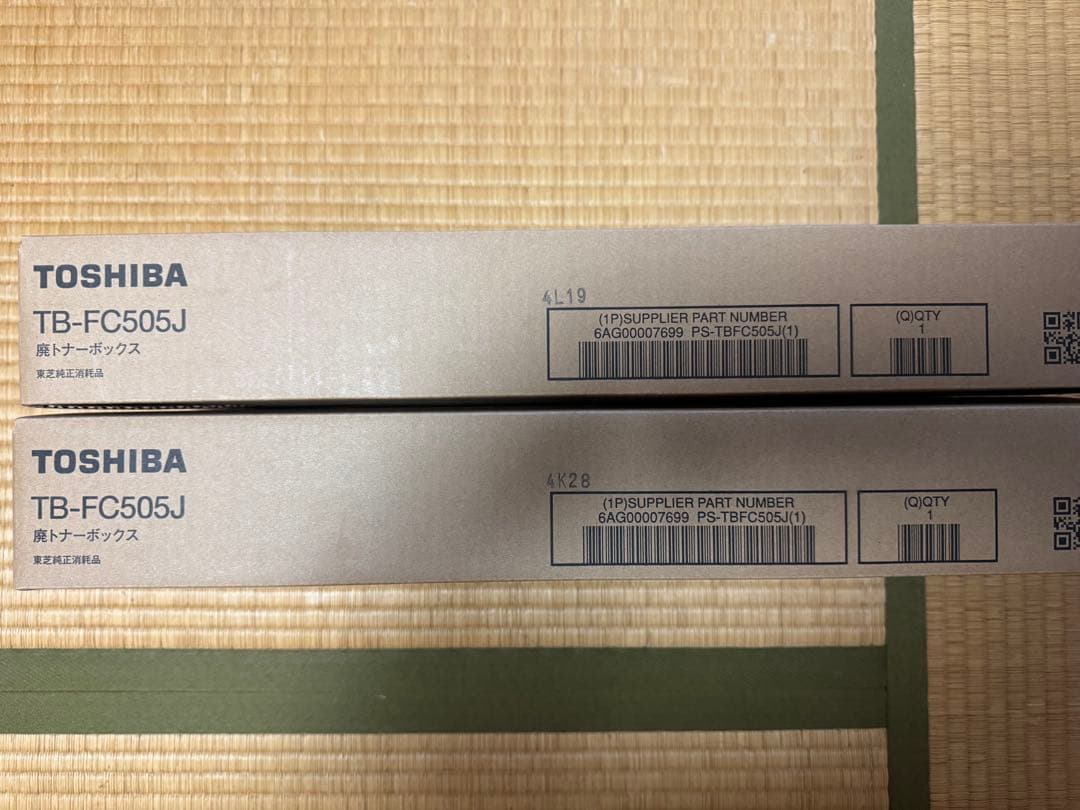 TOSHIBA
TB-FC505J
廃トナーボックス
東芝純正消耗品
4L19
(1P)SUPPLIER PART NUMBER
6AG00007699 PS-TBFC505J(1)
(Q)QTY
1
TOSHIBA
TB-FC505J
廃トナーボックス
東芝純正消耗品
4K28
(1P)SUPPLIER PART NUMBER
6AG00007699 PS-TBFC505J(1)
(Q)QTY
1